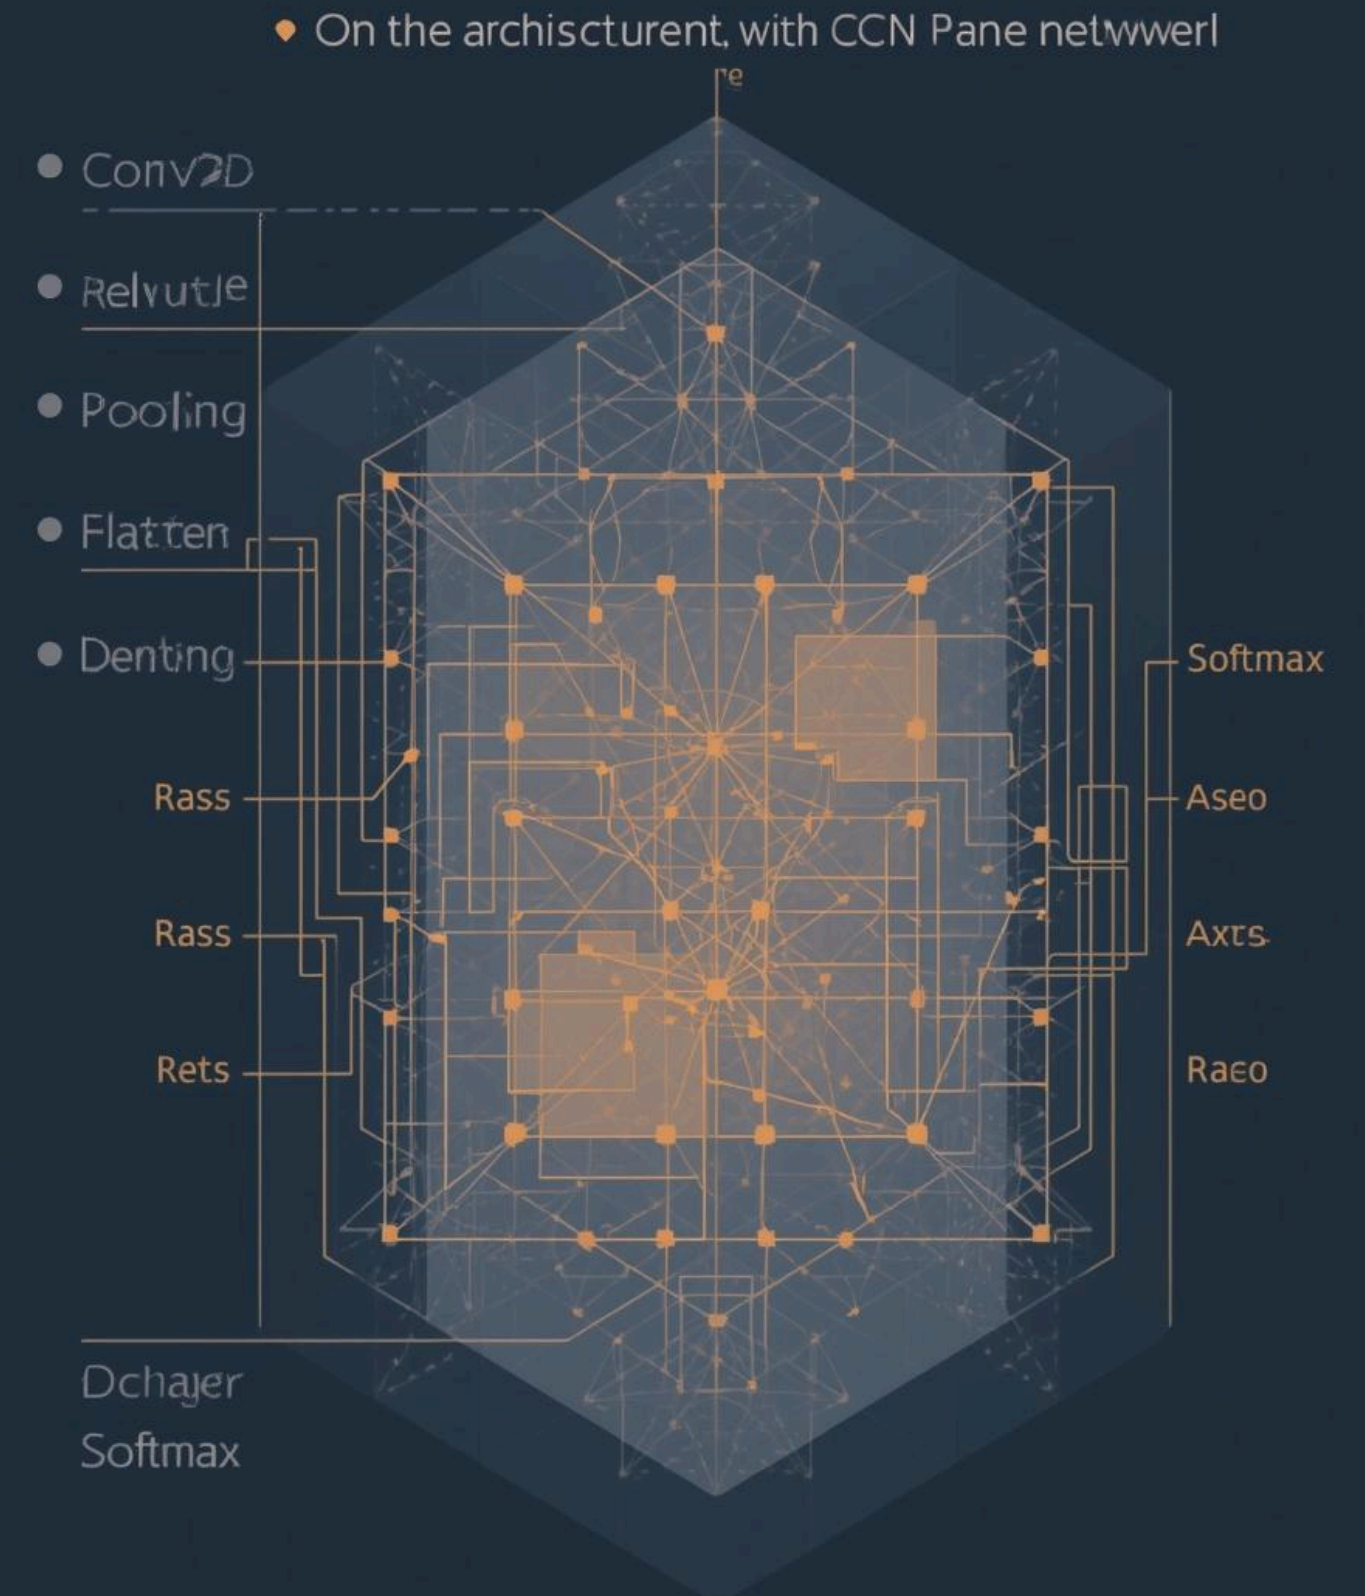 On the archiscturent, with CCN Pane netwwerl
re
Conv2D
Relvutle
Pooling
Flatten
Denting
Rass
Rass
Rets
Softmax
Aseo
Axts
Raeo
Dchajer
Softmax